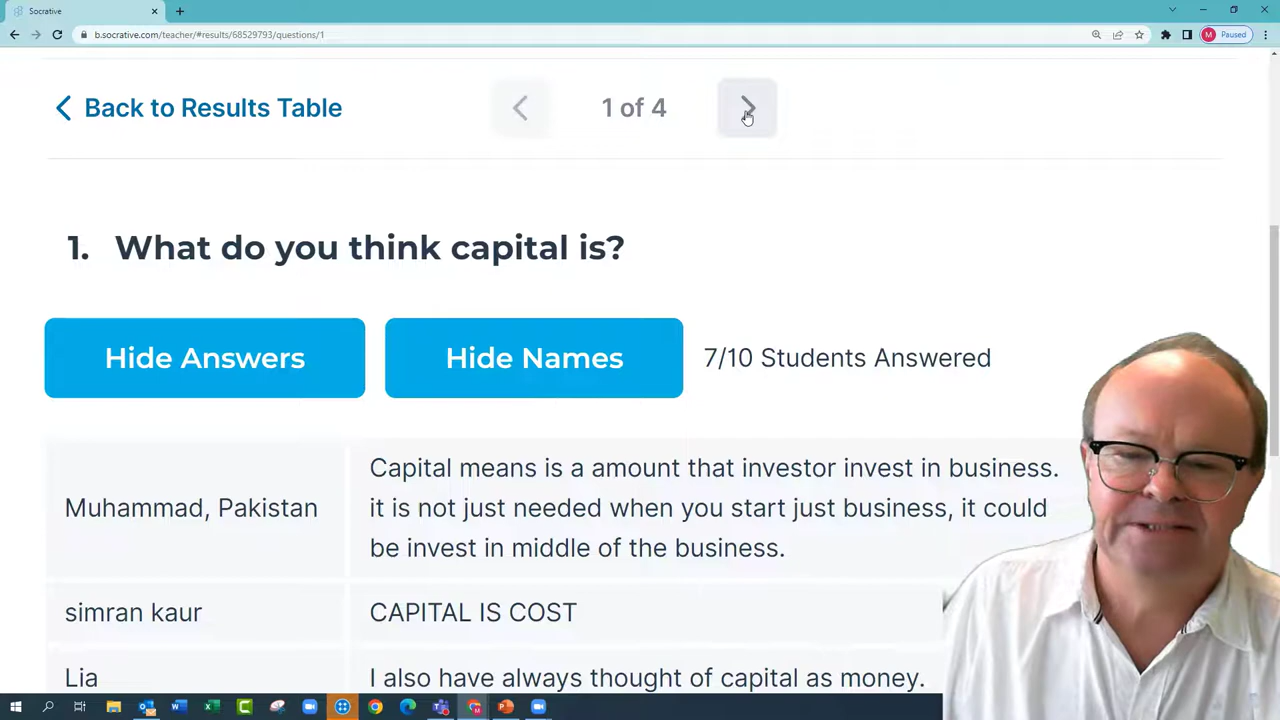 Socrative
b.socrative.com/teacher/#results/68529793/questions/1
M Paused
Back to Results Table
1 of 4
1. What do you think capital is?
Hide Answers
Hide Names
7/10 Students Answered
Muhammad, Pakistan
Capital means is a amount that investor invest in business.
it is not just needed when you start just business, it could
be invest in middle of the business.
simran kaur
CAPITAL IS COST
Lia
I also have always thought of capital as money.